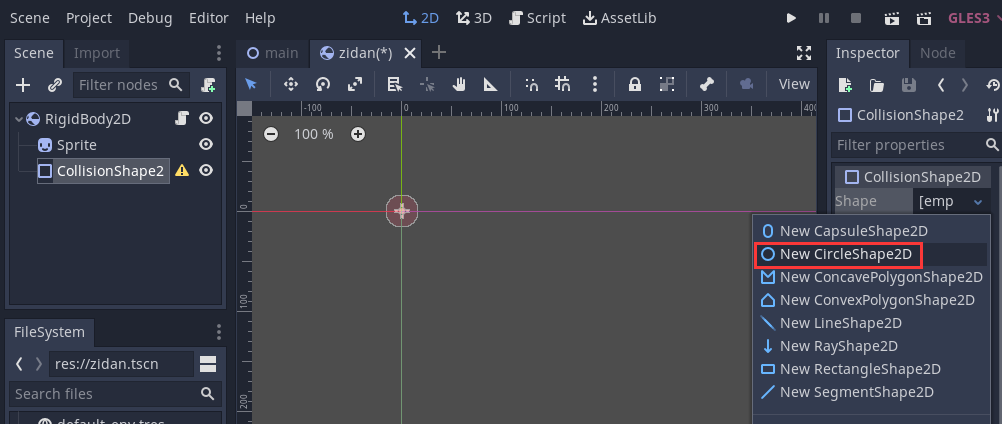 Scene Project Debug Editor Help 2D 3D Script AssetLib GLES3
Scene Import
main zidan(*)
Inspector Node
Filter nodes
View
RigidBody2D
Sprite
CollisionShape2
-100 0 100 200 300 400
100 %
0
100
200
CollisionShape2
Filter properties
CollisionShape2D
Shape [emp
New CapsuleShape2D
New CircleShape2D
New ConcavePolygonShape2D
New ConvexPolygonShape2D
New LineShape2D
New RayShape2D
New RectangleShape2D
New SegmentShape2D
FileSystem
res://zidan.tscn
Search files
default_env.tres